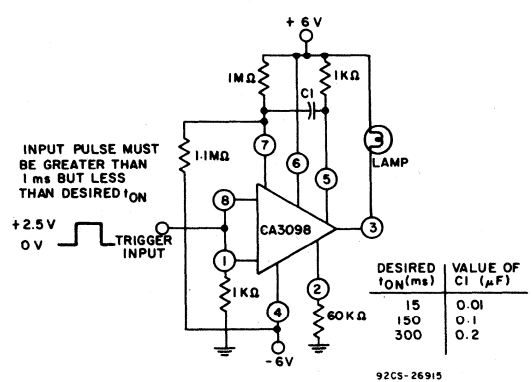 +6V
1MΩ
1KΩ
C1
1.1MΩ
7
6
5
LAMP
INPUT PULSE MUST
BE GREATER THAN
1 ms BUT LESS
THAN DESIRED tON
8
CA3098
3
+2.5V
0V
TRIGGER
INPUT
1
1KΩ
4
2
60KΩ
-6V
DESIRED tON(ms) | VALUE OF C1 (μF)
15 0.01
150 0.1
300 0.2
92CS-26915